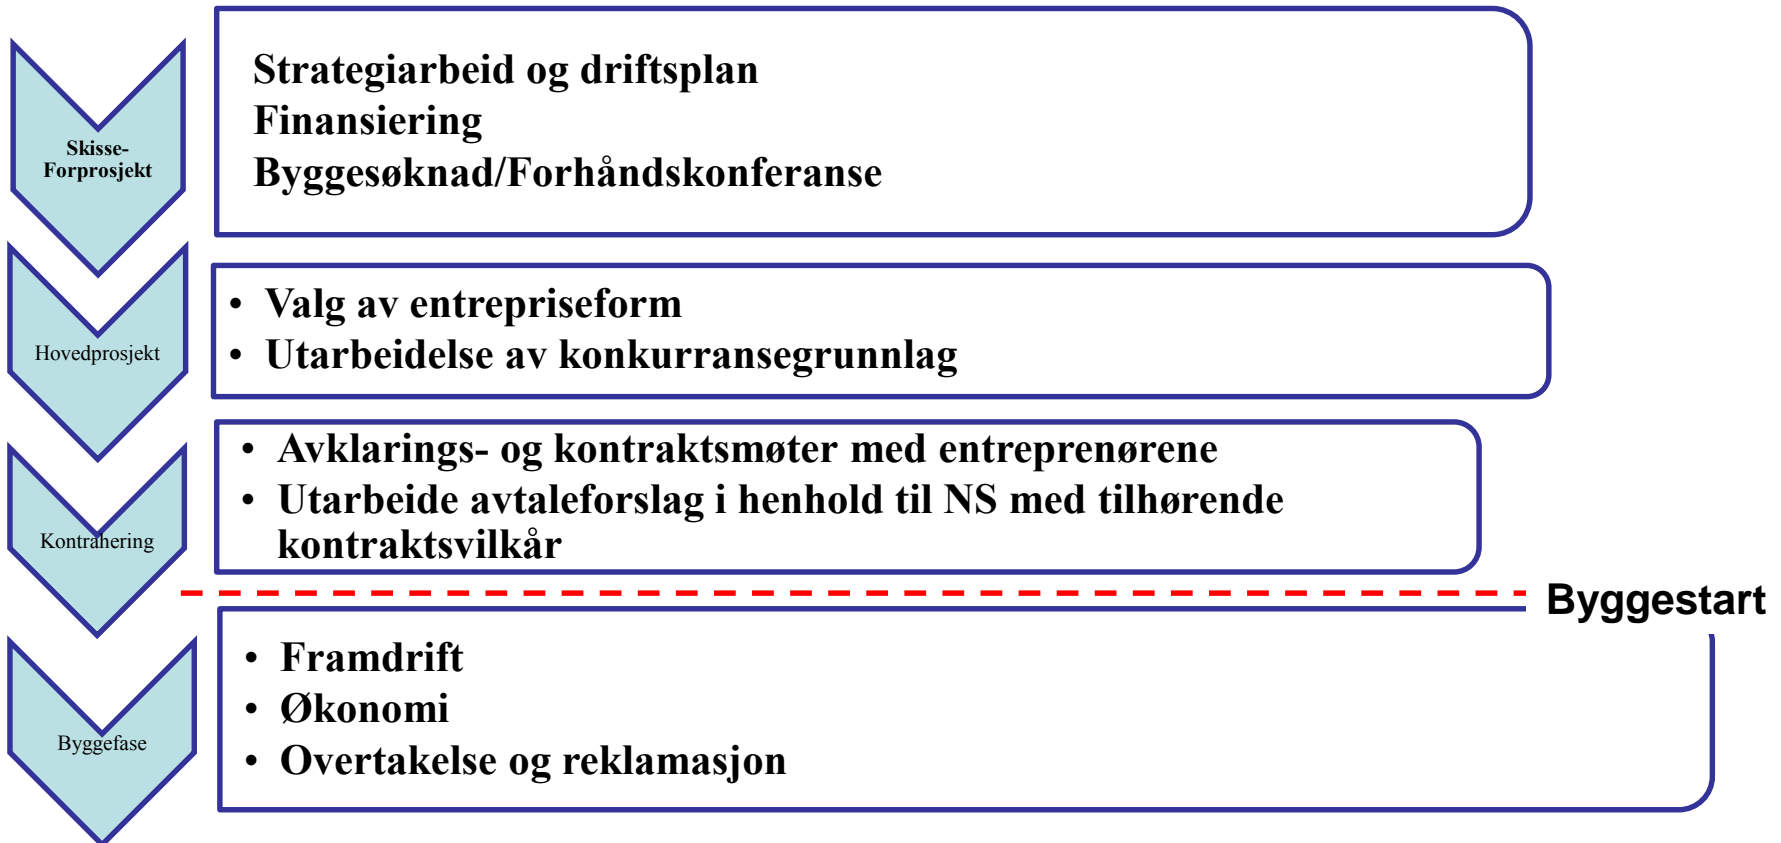 Skisse-
Forprosjekt
Strategiarbeid og driftsplan
Finansiering
Byggesøknad/Forhåndskonferanse
Hovedprosjekt
• Valg av entrepriseform
• Utarbeidelse av konkurransegrunnlag
Kontrahering
• Avklarings- og kontraktsmøter med entreprenørene
• Utarbeide avtaleforslag i henhold til NS med tilhørende
kontraktsvilkår
Byggestart
Byggefase
• Framdrift
• Økonomi
• Overtakelse og reklamasjon